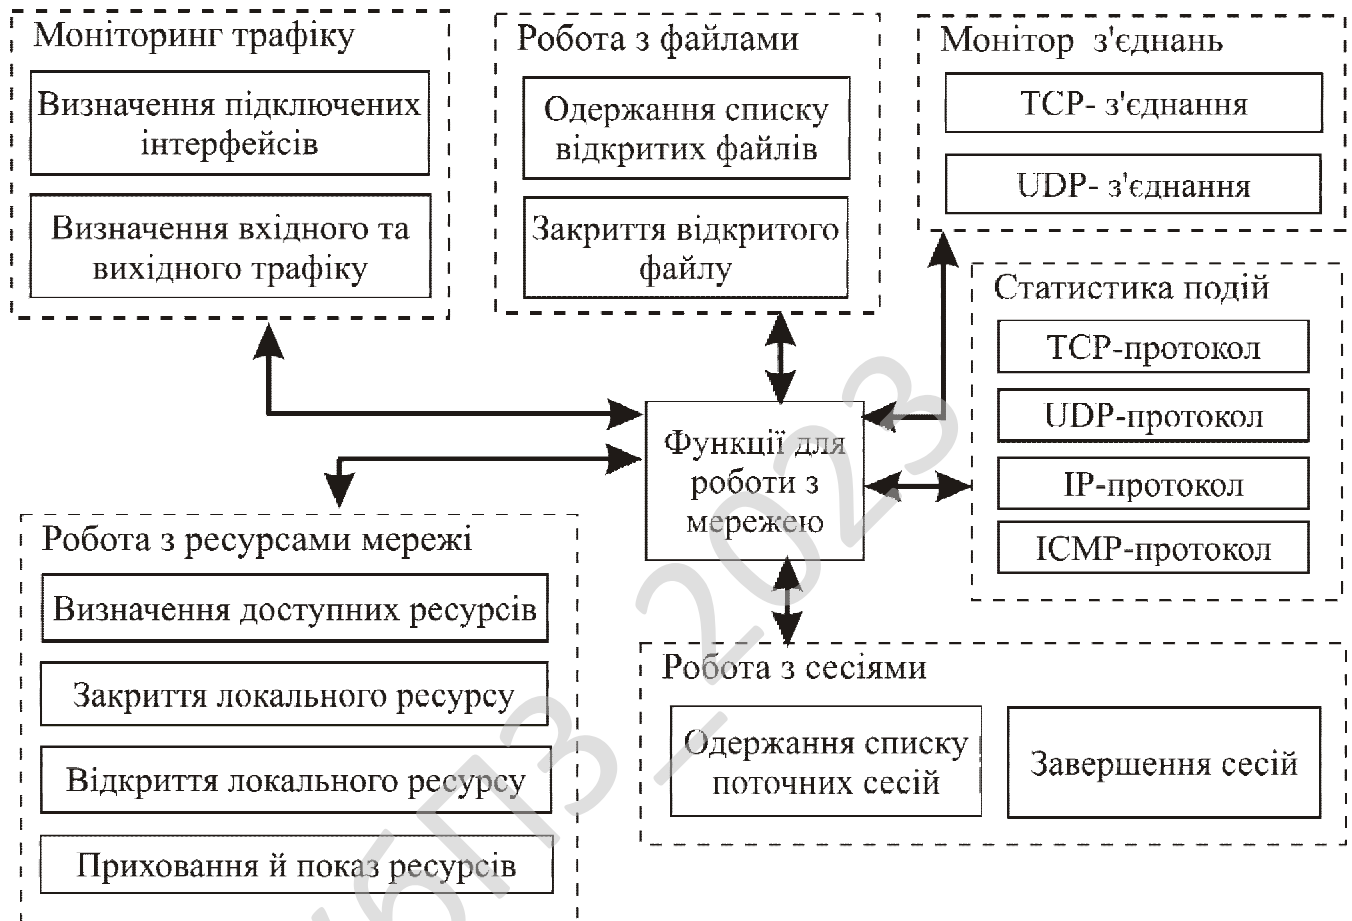 Моніторинг трафіку
Визначення підключених
інтерфейсів
Визначення вхідного та
вихідного трафіку
Робота з файлами
Одержання списку
відкритих файлів
Закриття відкритого
файлу
Монітор з'єднань
TCP- з'єднання
UDP- з'єднання
Статистика подій
TCP-протокол
UDP-протокол
IP-протокол
ICMP-протокол
Функції для
роботи з
мережею
Робота з ресурсами мережі
Визначення доступних ресурсів
Закриття локального ресурсу
Відкриття локального ресурсу
Приховання й показ ресурсів
Робота з сесіями
Одержання списку
поточних сесій
Завершення сесій
бПЗ_2023